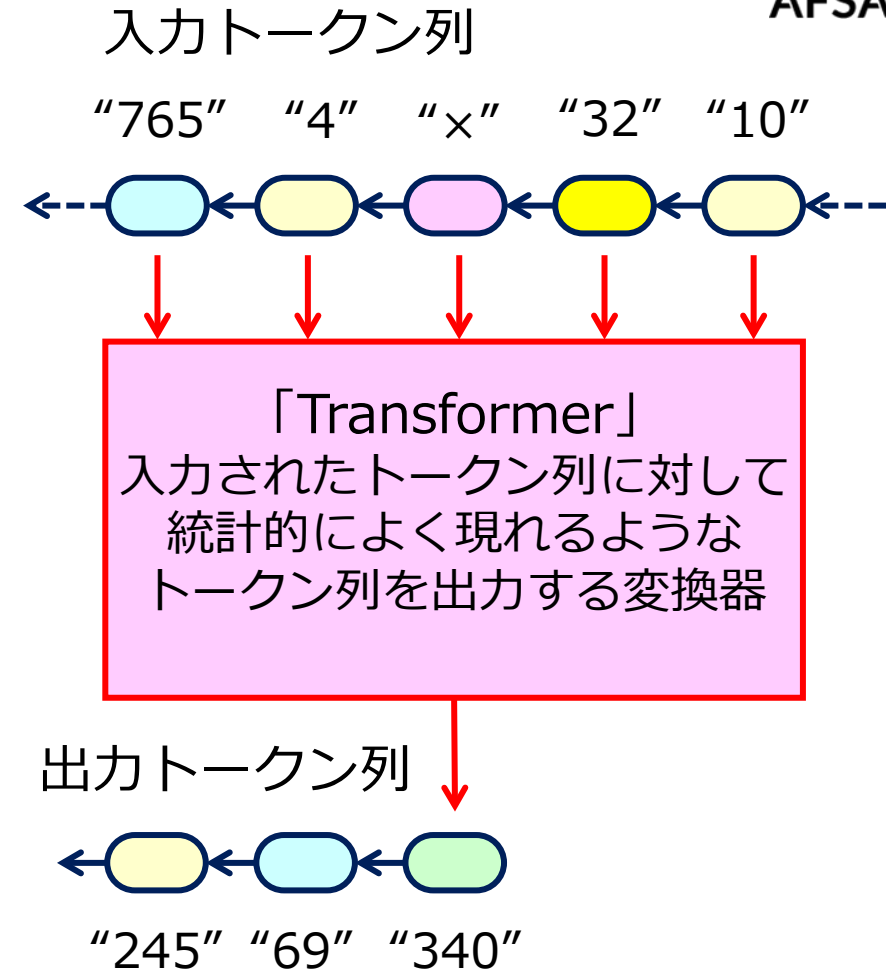 AFSA
入力トークン列
“765” “4” “×” “32” “10”
「Transformer」
入力されたトークン列に対して
統計的によく現れるような
トークン列を出力する変換器
出力トークン列
“245” “69” “340”